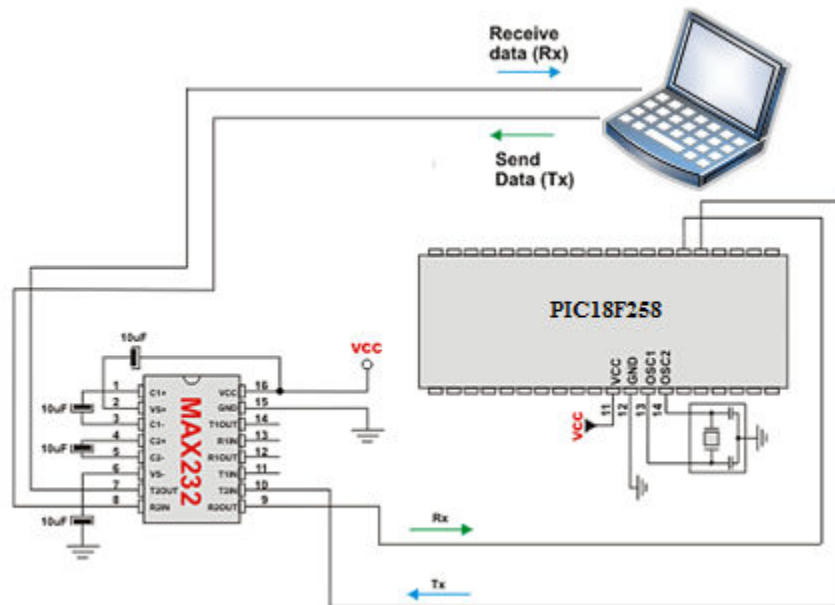 Receive
data (Rx)
Send
Data (Tx)
PIC18F258
VCC
GND
OSC1
OSC2
11
12
13
14
VCC
10uF
VCC
1 C1+ VCC 16
2 VS+ GND 15
3 C1- T1OUT 14
4 C2+ R1IN 13
5 C2- R1OUT 12
6 VS- T1IN 11
7 T2OUT T2IN 10
8 R2IN R2OUT 9
MAX232
10uF
10uF
10uF
Rx
Tx